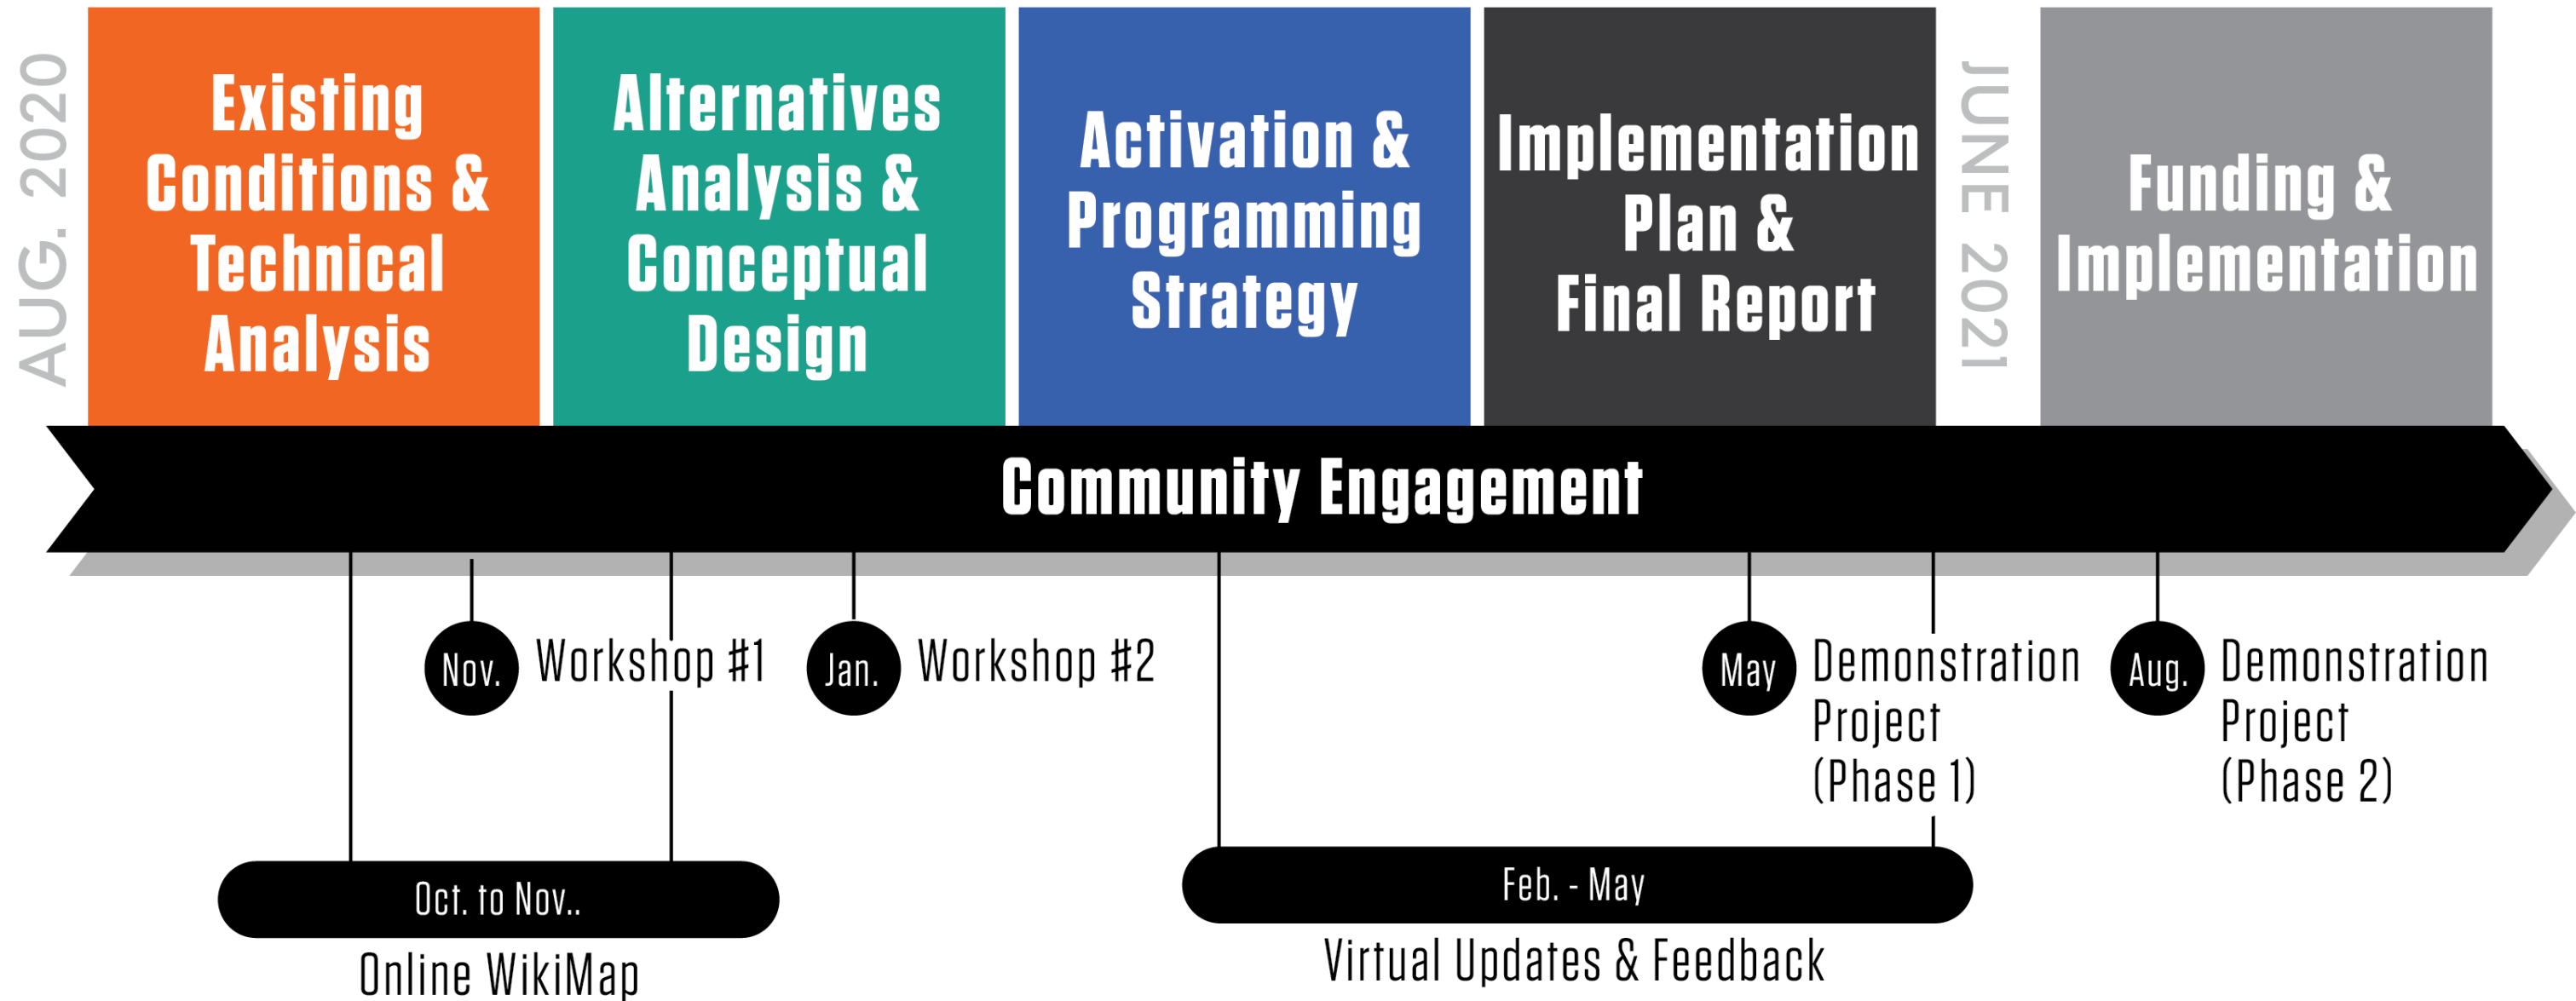 AUG. 2020
Existing
Conditions &
Technical
Analysis
Alternatives
Analysis &
Conceptual
Design
Activation &
Programming
Strategy
Implementation
Plan &
Final Report
JUNE 2021
Funding &
Implementation
Community Engagement
Nov.
Workshop #1
Jan.
Workshop #2
May
Demonstration
Project
(Phase 1)
Aug.
Demonstration
Project
(Phase 2)
Oct. to Nov..
Online WikiMap
Feb. - May
Virtual Updates & Feedback